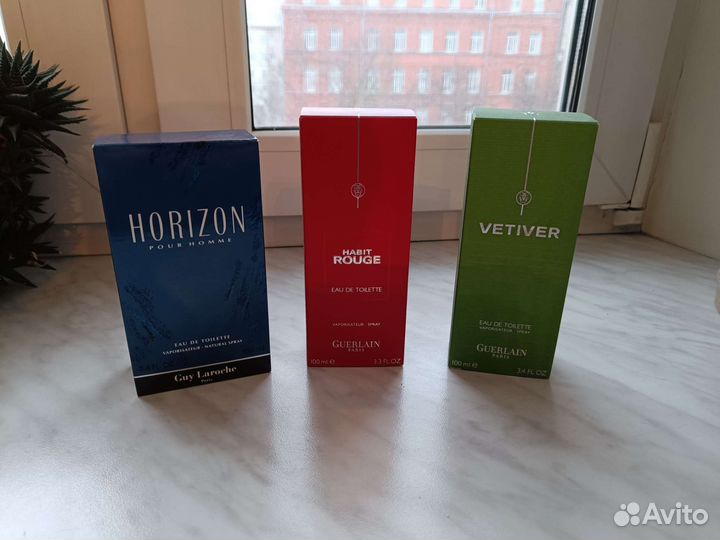 HORIZON
POUR HOMME
EAU DE TOILETTE
VAPORISATEUR · NATURAL SPRAY
Guy Laroche
Paris
HABIT
ROUGE
EAU DE TOILETTE
VAPORISATEUR · SPRAY
GUERLAIN
PARIS
100 ml e 3.3 FL.OZ
VETIVER
EAU DE TOILETTE
VAPORISATEUR · SPRAY
GUERLAIN
PARIS
100 ml e 3.4 FL.OZ
Avito